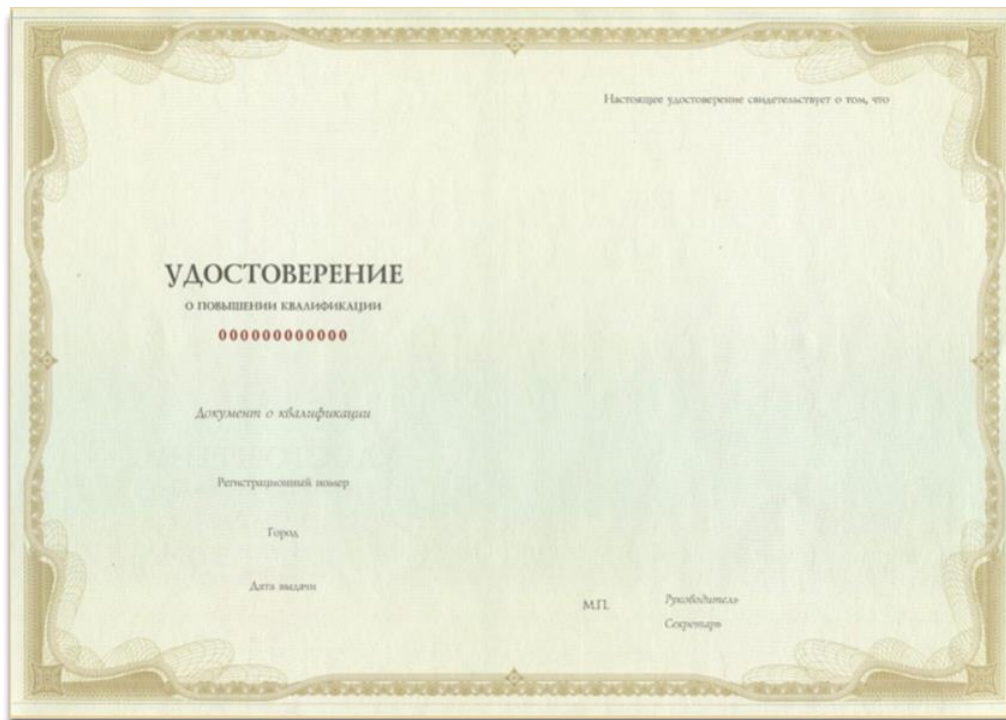 УДОСТОВЕРЕНИЕ
О ПОВЫШЕНИИ КВАЛИФИКАЦИИ
000000000000
Документ о квалификации
Регистрационный номер
Город
Дата выдачи
Настоящее удостоверение свидетельствует о том, что
М.П.
Руководитель
Секретарь